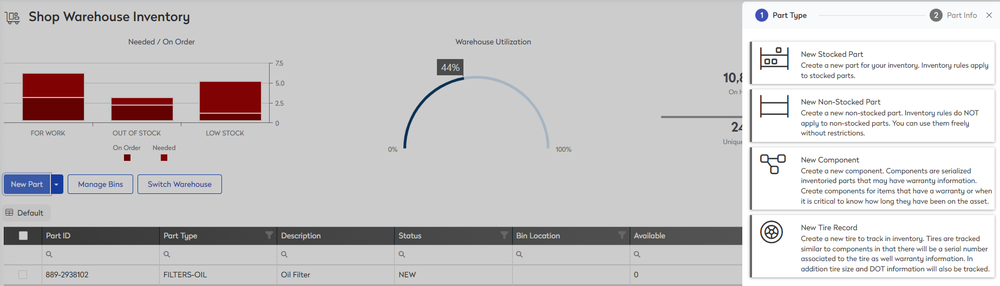 Shop Warehouse Inventory
Needed / On Order
7.5
5.0
2.5
0
FOR WORK
OUT OF STOCK
LOW STOCK
On Order
Needed
Warehouse Utilization
44%
0%
100%
10,8
On H
24
Unique
New Part
Manage Bins
Switch Warehouse
Default
Part ID
Part Type
Description
Status
Bin Location
Available
889-2938102
FILTERS-OIL
Oil Filter
NEW
0
1
Part Type
2
Part Info
New Stocked Part
Create a new part for your inventory. Inventory rules apply
to stocked parts.
New Non-Stocked Part
Create a new non-stocked part. Inventory rules do NOT
apply to non-stocked parts. You can use them freely
without restrictions.
New Component
Create a new component. Components are serialized
inventoried parts that may have warranty information.
Create components for items that have a warranty or when
it is critical to know how long they have been on the asset.
New Tire Record
Create a new tire to track in inventory. Tires are tracked
similar to components in that there will be a serial number
associated to the tire as well warranty information. In
addition tire size and DOT information will also be tracked.